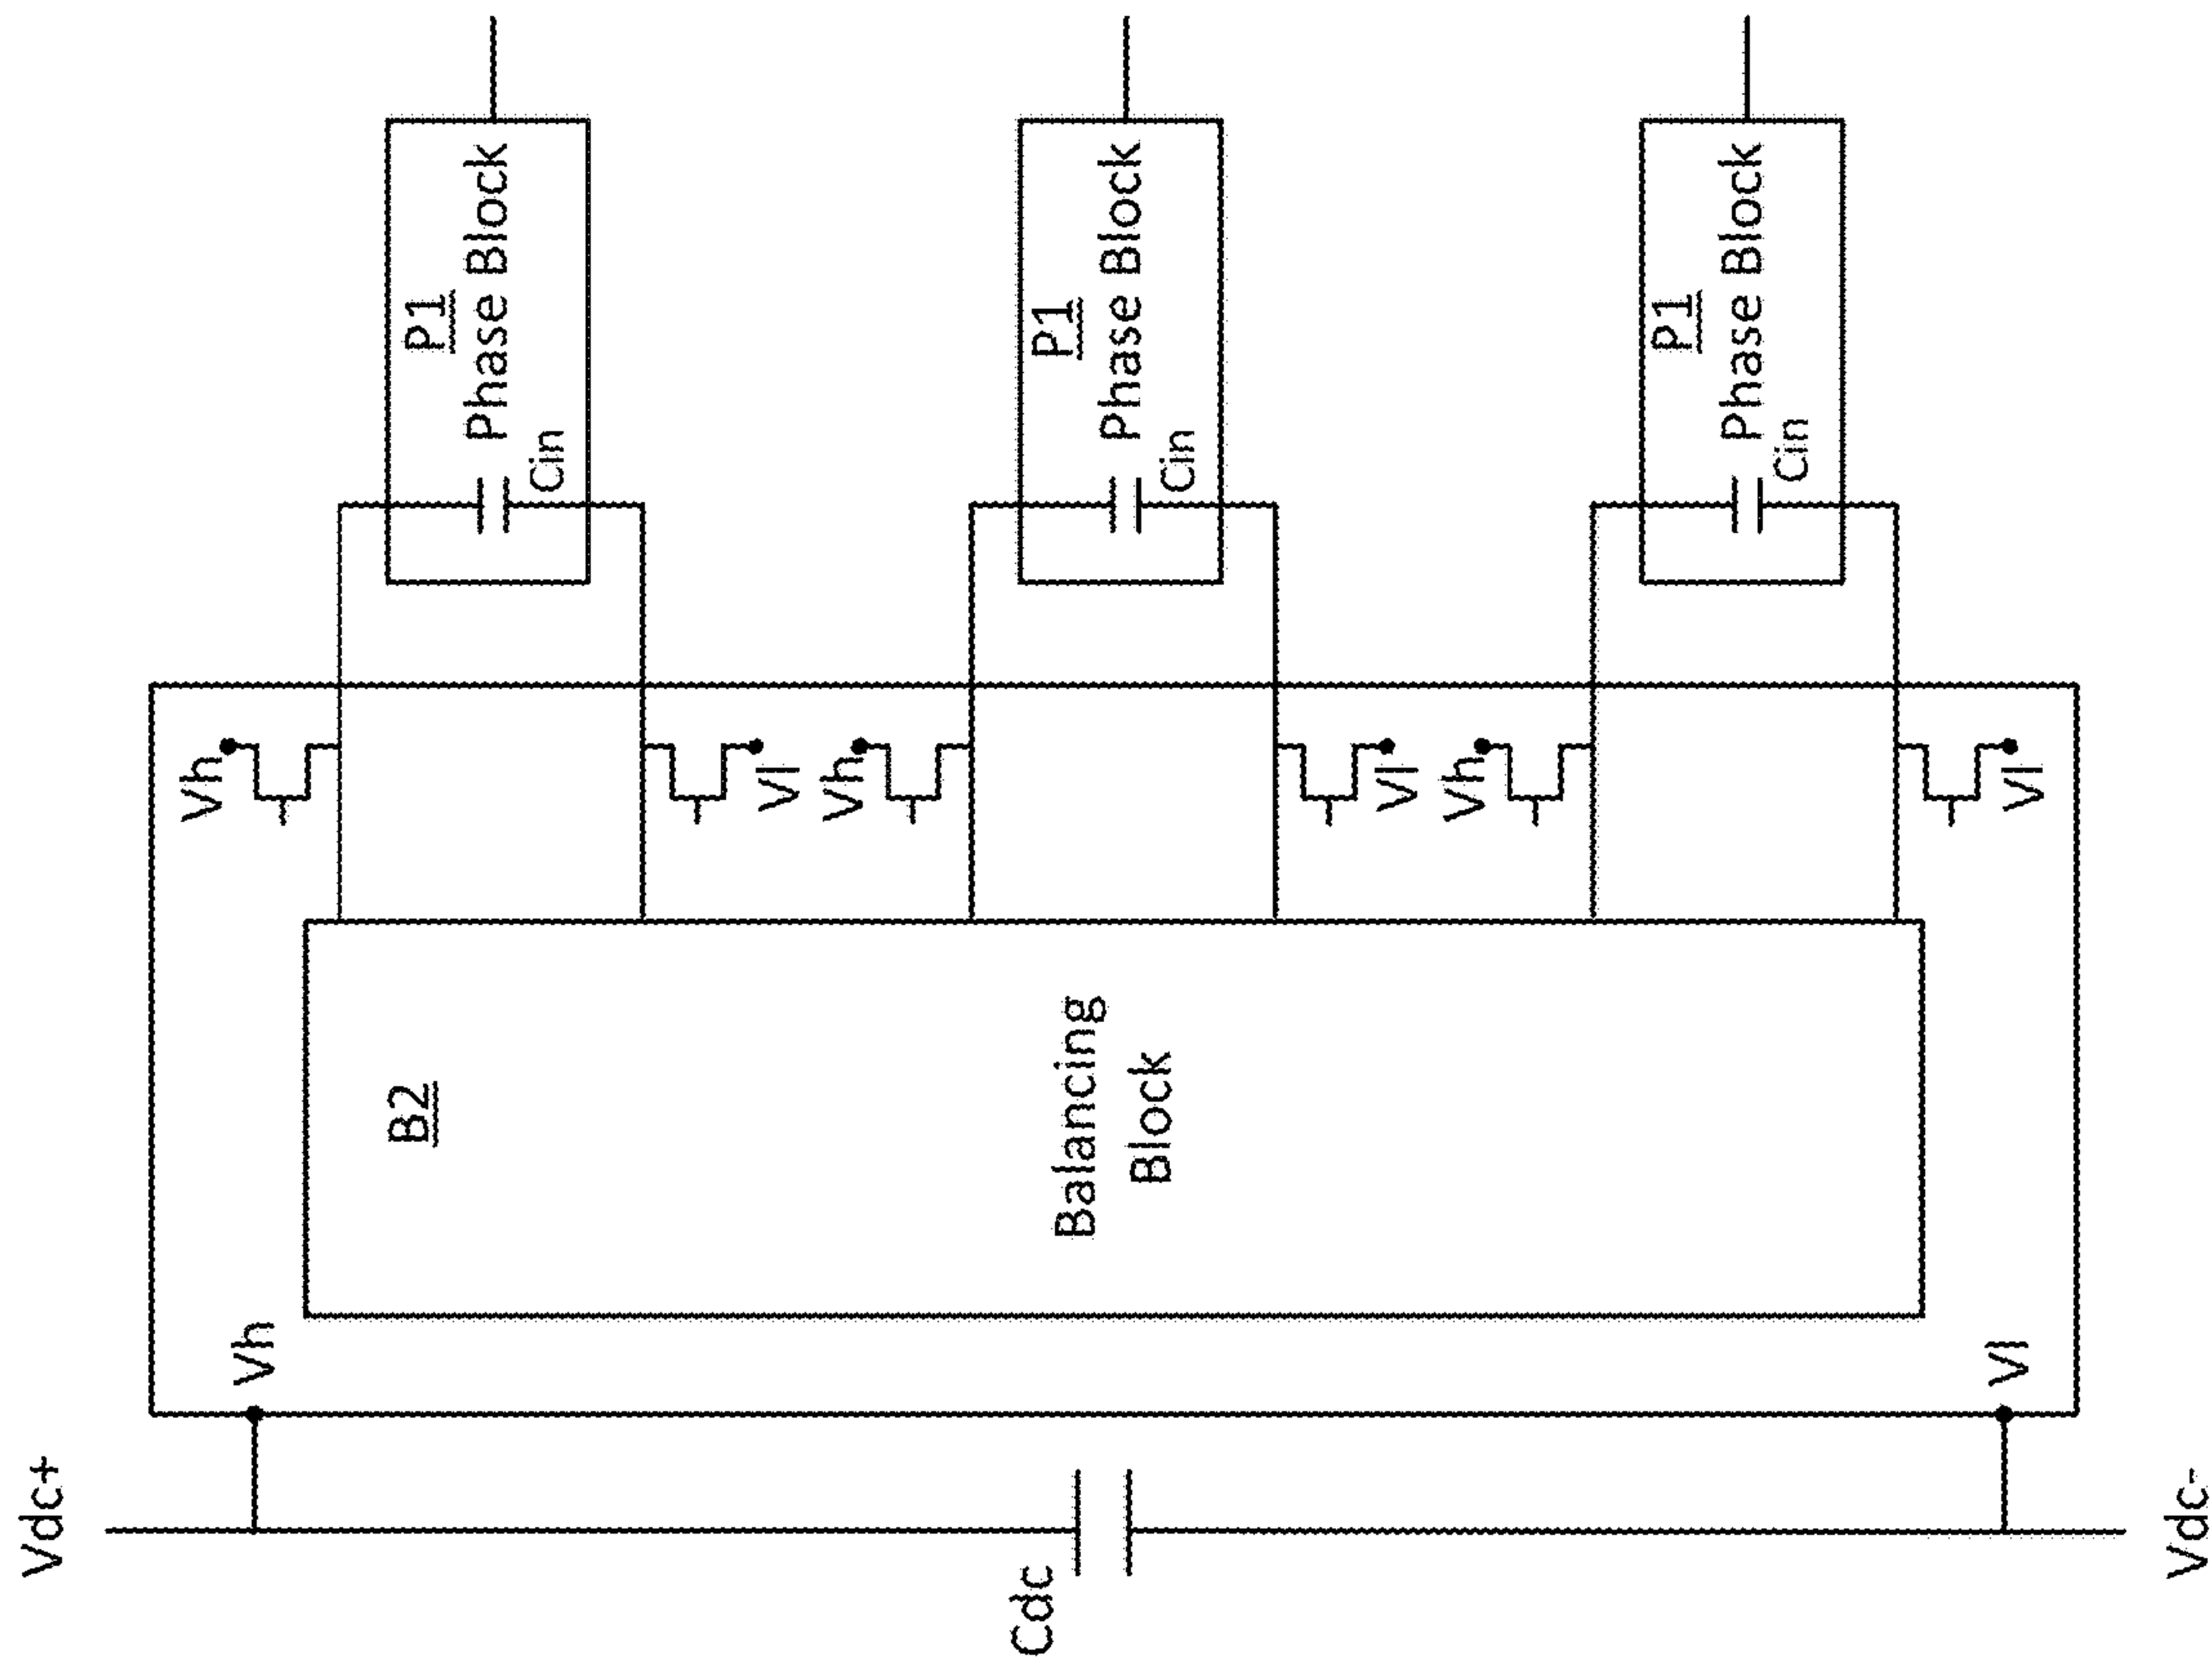 Vdc+
Vh
Vh
B2
P1
Phase Block
Cin
Vl
Vh
Cdc
P1
Balancing
Phase Block
Block
Cin
Vl
Vh
P1
Phase Block
Cin
Vl
Vl
Vdc-